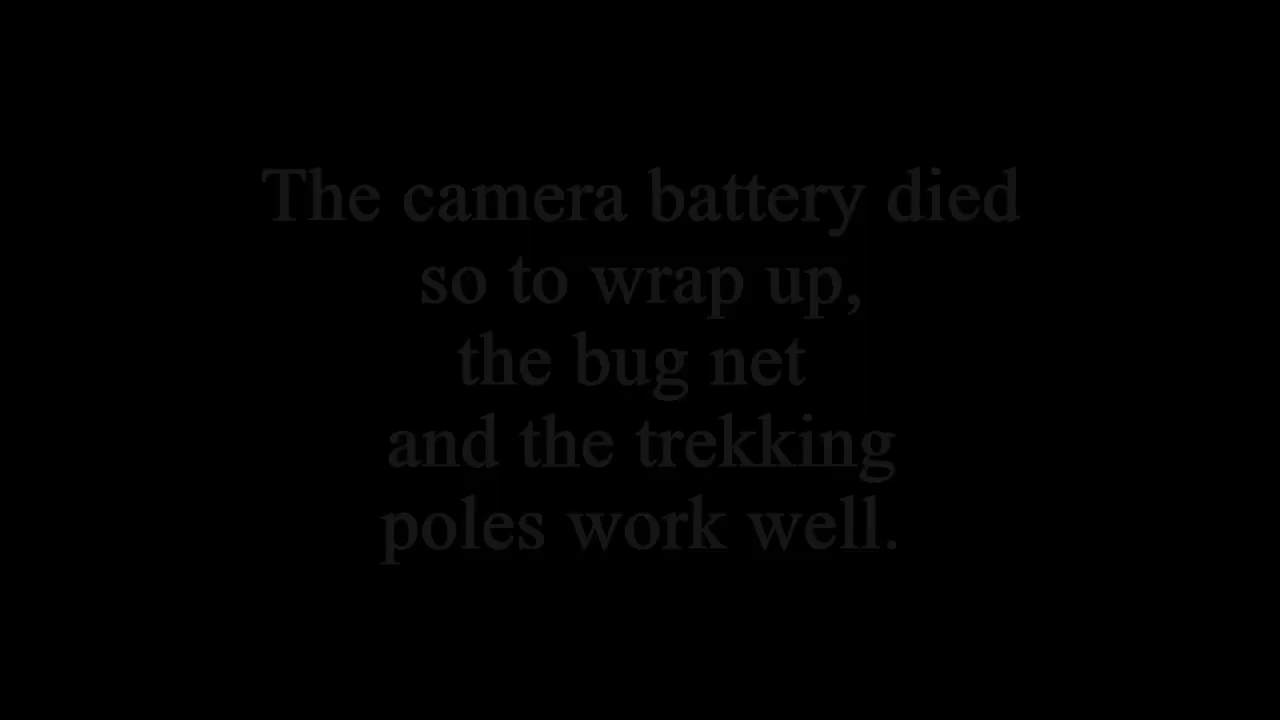 The camera battery died
so to wrap up,
the bug net
and the trekking
poles work well.